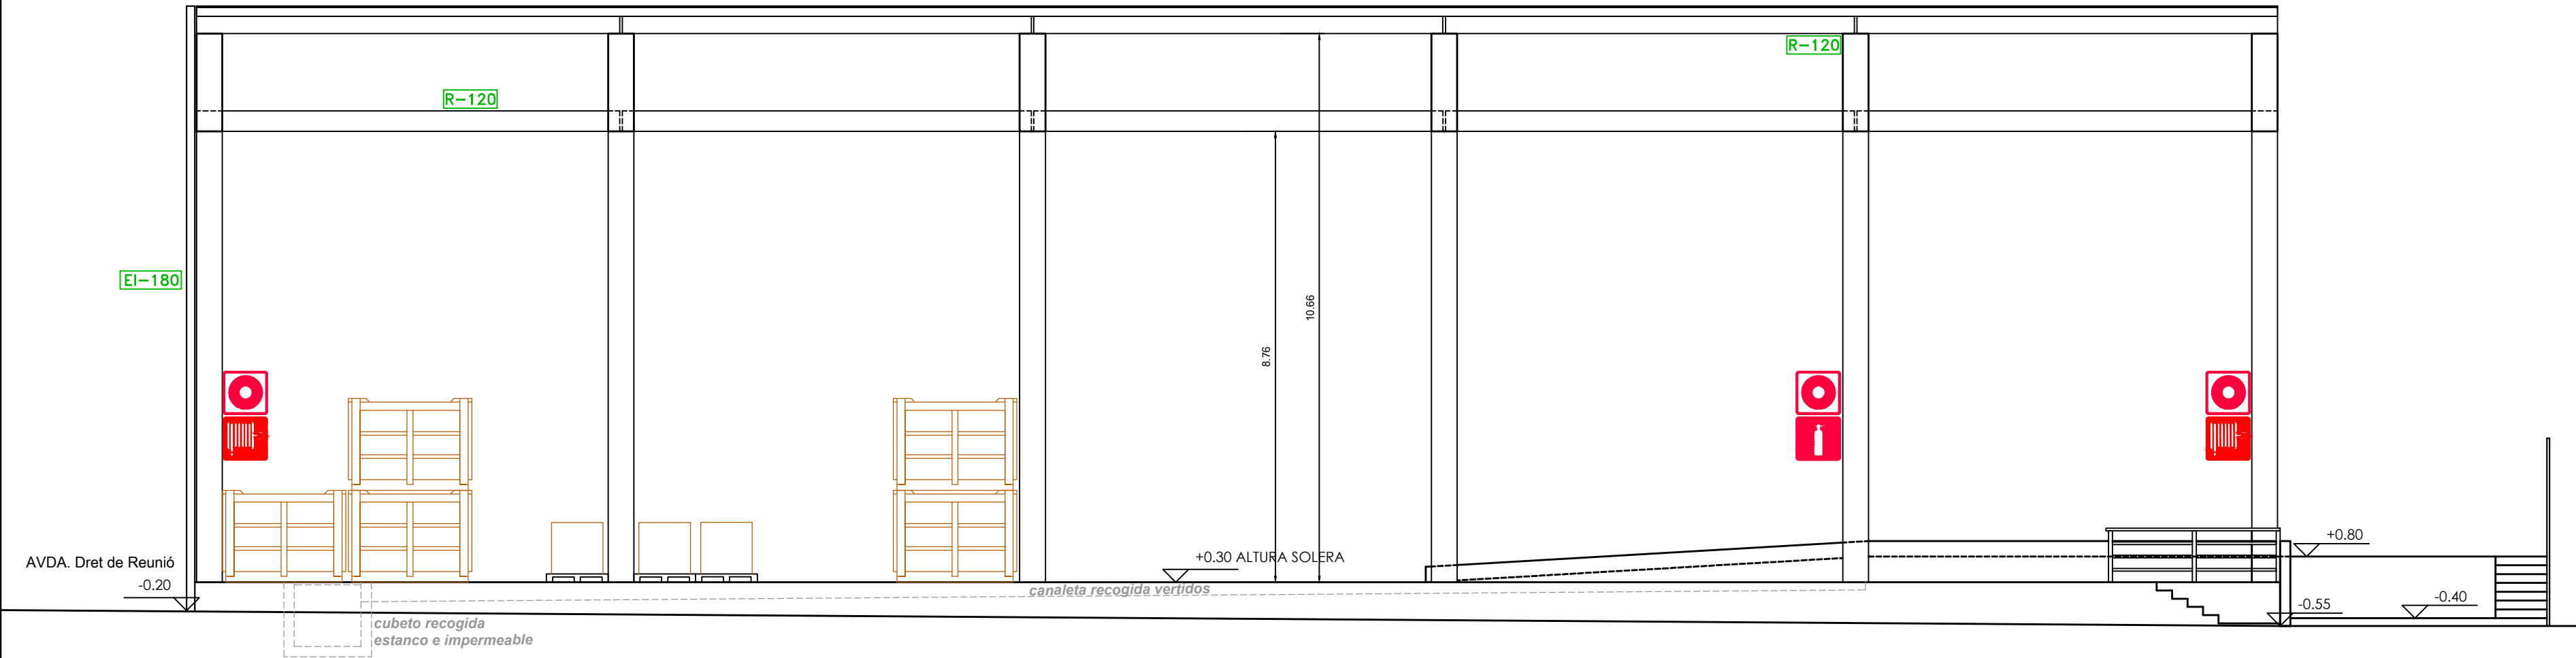 R-120
R-120
EI-180
10.66
8.76
+0.80
+0.30 ALTURA SOLERA
AVDA. Dret de Reunió
-0.20
canaleta recogida vertidos
-0.55
-0.40
cubeto recogida
estanco e impermeable